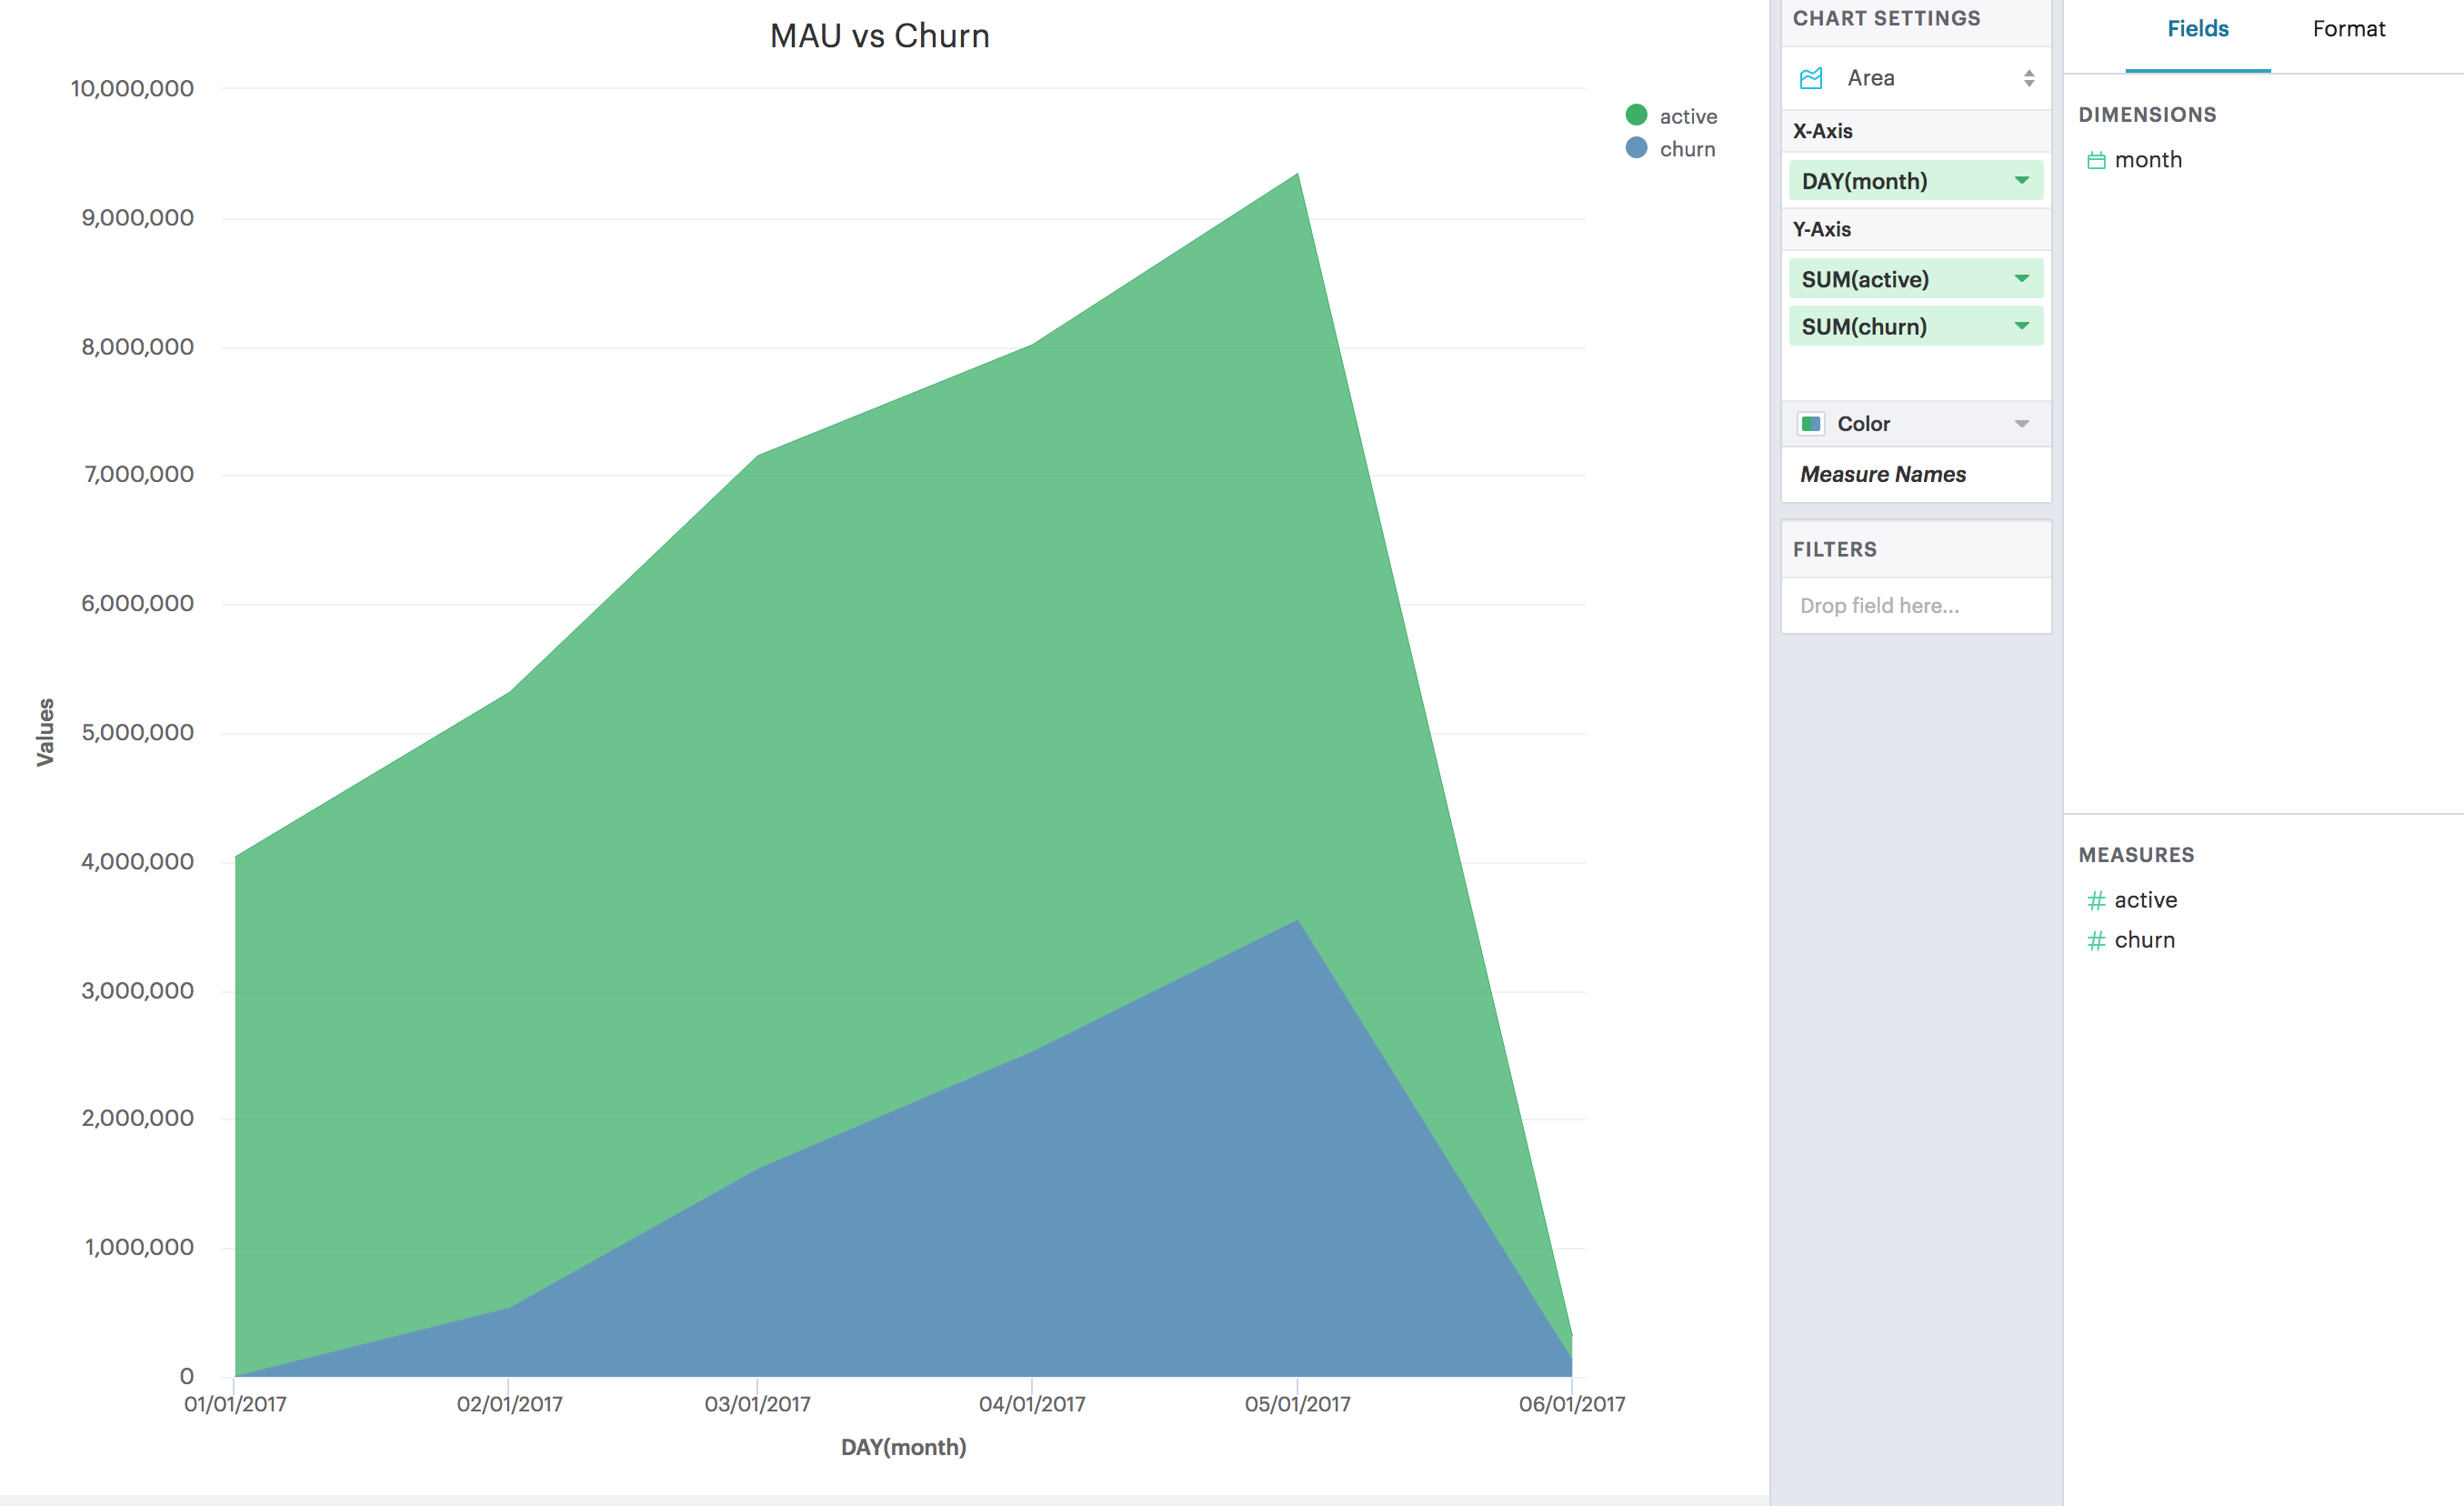 MAU vs Churn
10,000,000
9,000,000
8,000,000
7,000,000
6,000,000
5,000,000
4,000,000
3,000,000
2,000,000
1,000,000
0
Values
01/01/2017
02/01/2017
03/01/2017
04/01/2017
05/01/2017
06/01/2017
DAY(month)
active
churn
CHART SETTINGS
Area
X-Axis
DAY(month)
Y-Axis
SUM(active)
SUM(churn)
Color
Measure Names
FILTERS
Drop field here...
Fields
Format
DIMENSIONS
month
MEASURES
# active
# churn